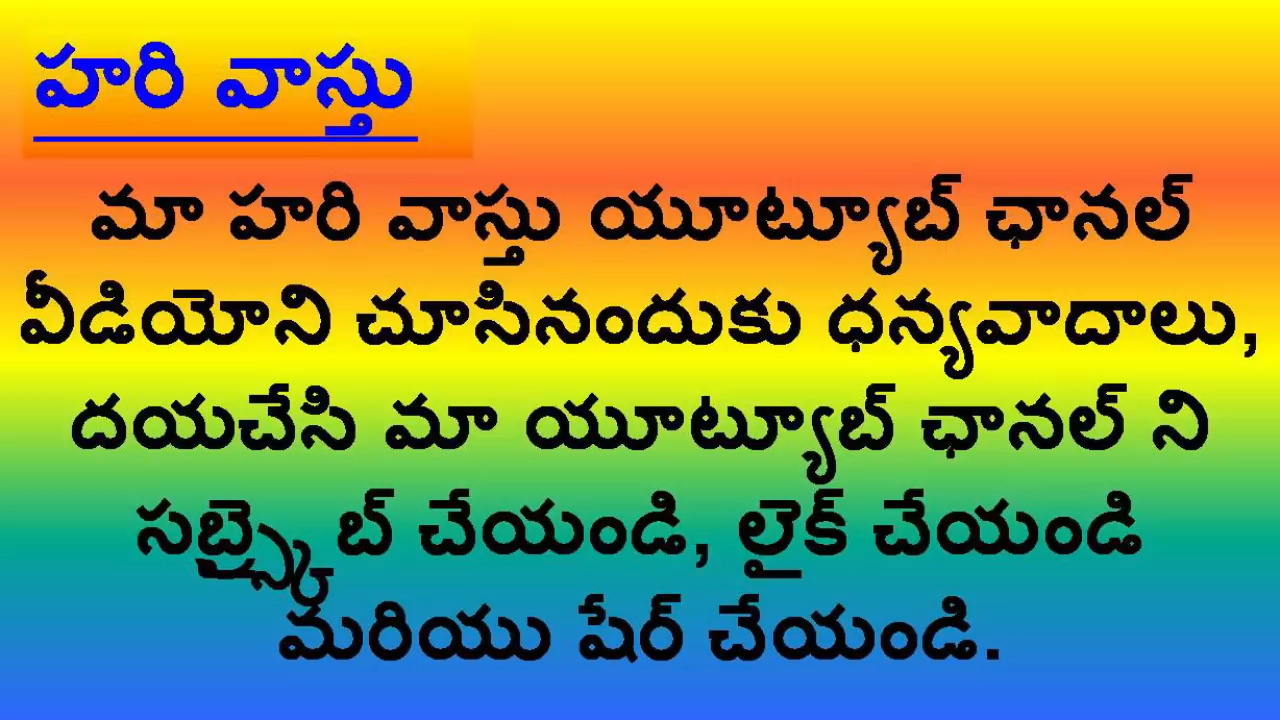 హరి వాస్తు
మా హరి వాస్తు యూట్యూబ్ ఛానల్
వీడియోని చూసినందుకు ధన్యవాదాలు,
దయచేసి మా యూట్యూబ్ ఛానల్ ని
సబ్స్క్రైబ్ చేయండి, లైక్ చేయండి
మరియు షేర్ చేయండి.